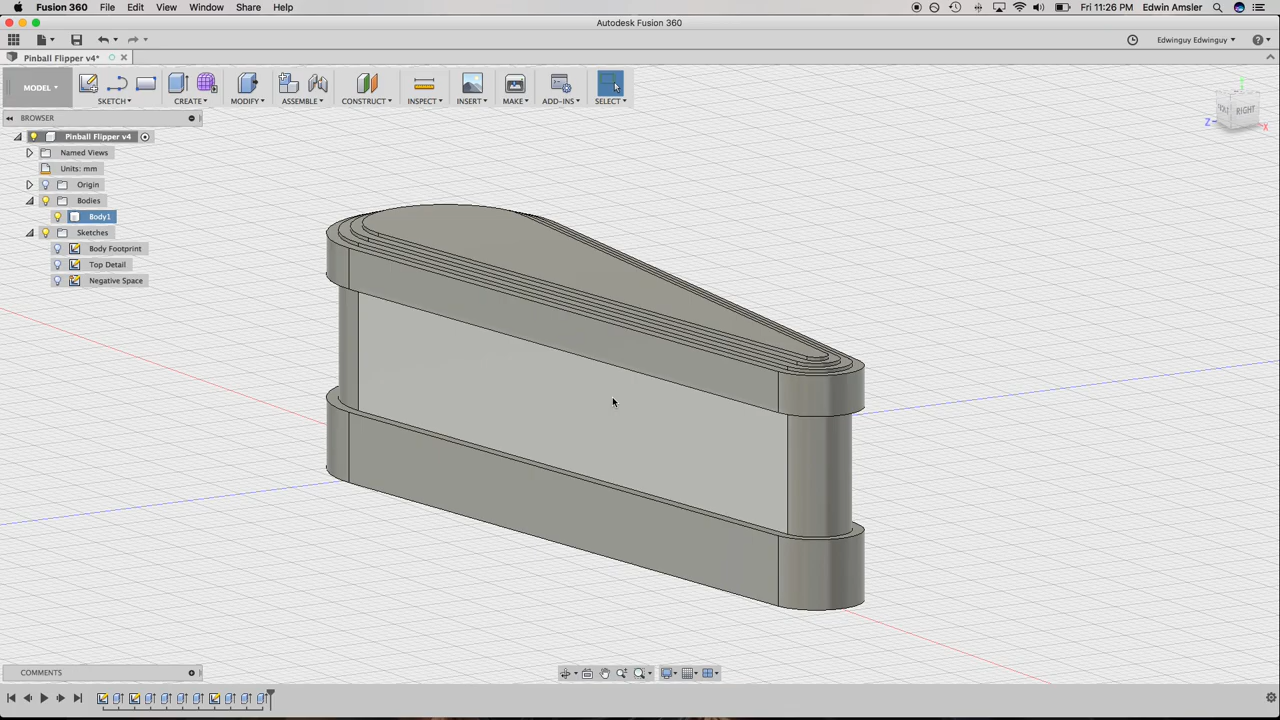 Fusion 360 File Edit View Window Share Help Fri 11:26 PM Edwin Amsler
Autodesk Fusion 360
Edwinguy Edwinguy
Pinball Flipper v4*
MODEL SKETCH CREATE MODIFY ASSEMBLE CONSTRUCT INSPECT INSERT MAKE ADD-INS SELECT
RIGHT
Z X
BROWSER
Pinball Flipper v4
Named Views
Units: mm
Origin
Bodies
Body1
Sketches
Body Footprint
Top Detail
Negative Space
COMMENTS